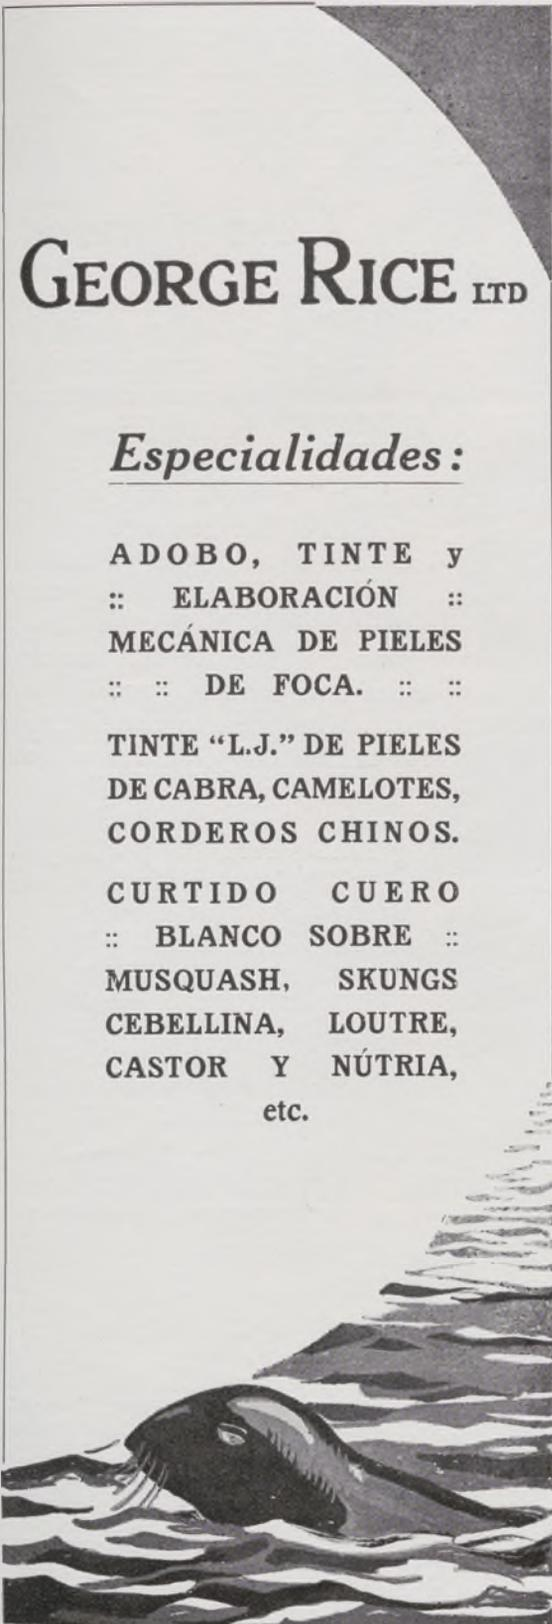 GEORGE RICE LTD
Especialidades:
ADOBO, TINTE y
:: ELABORACIÓN ::
MECÁNICA DE PIELES
:: :: DE FOCA. :: ::
TINTE "L.J." DE PIELES
DE CABRA, CAMELOTES,
CORDEROS CHINOS.
CURTIDO CUERO
:: BLANCO SOBRE ::
MUSQUASH, SKUNGS
CEBELLINA, LOUTRE,
CASTOR Y NÚTRIA,
etc.